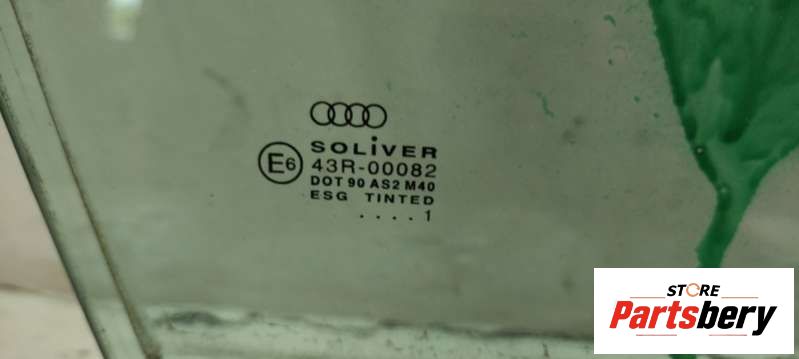 SOLiVER
E6
43R-00082
DOT 90 AS2 M40
ESG TINTED
. . . . 1
STORE
Partsbery